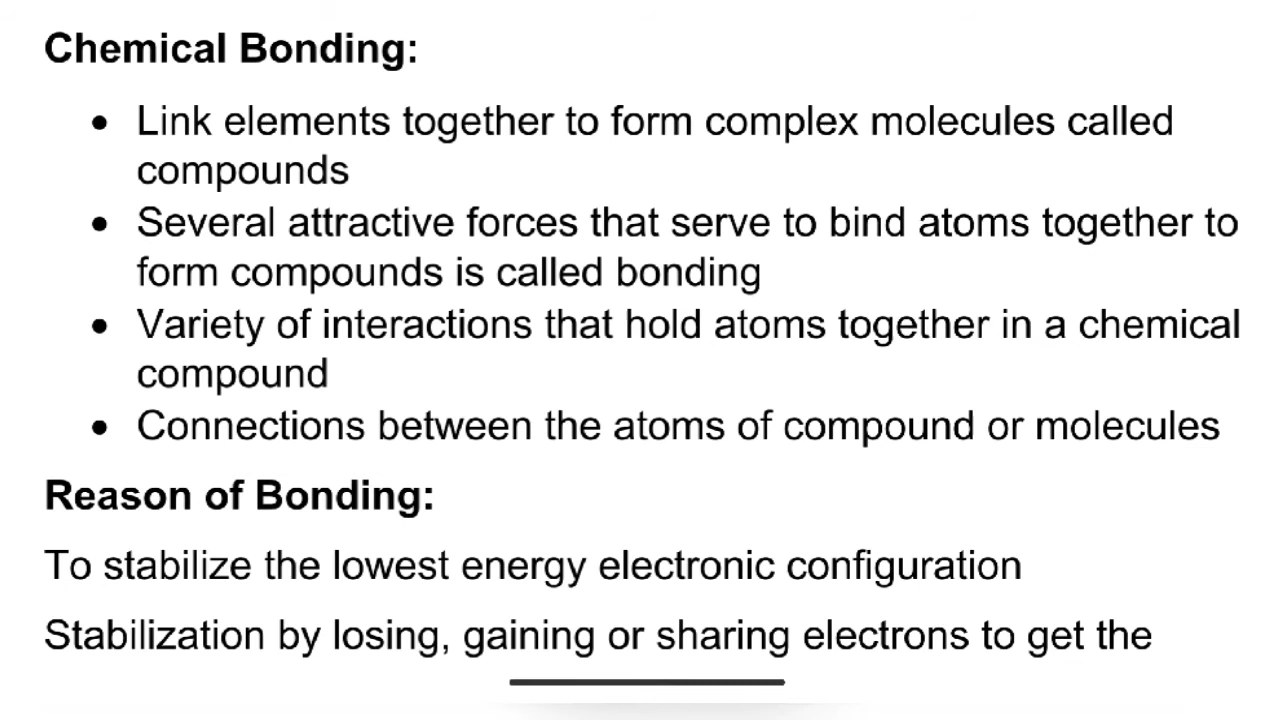 Chemical Bonding:
• Link elements together to form complex molecules called
compounds
• Several attractive forces that serve to bind atoms together to
form compounds is called bonding
• Variety of interactions that hold atoms together in a chemical
compound
• Connections between the atoms of compound or molecules
Reason of Bonding:
To stabilize the lowest energy electronic configuration
Stabilization by losing, gaining or sharing electrons to get the